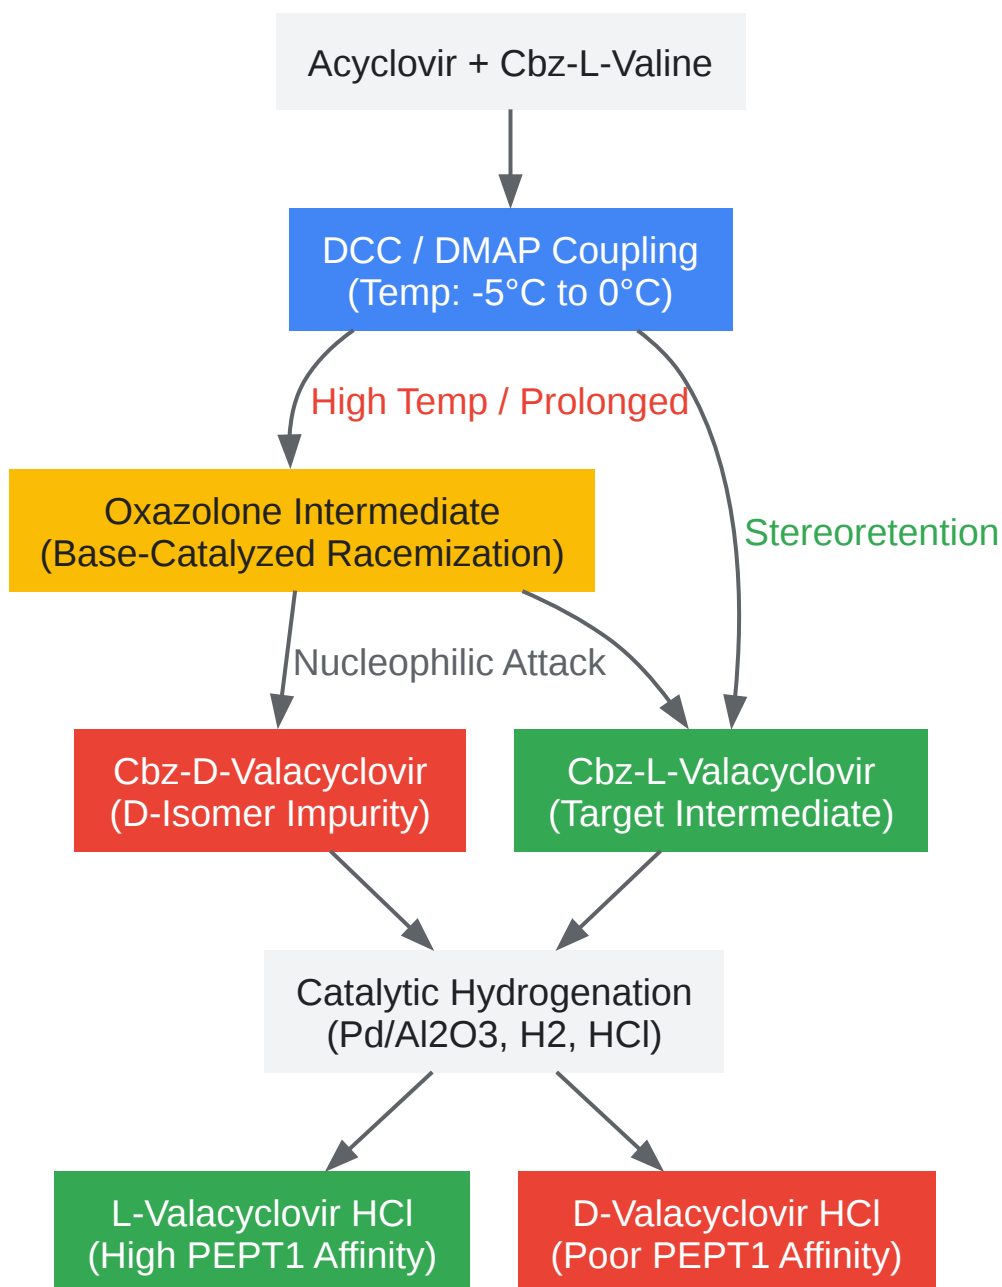 Acyclovir + Cbz-L-Valine
DCC / DMAP Coupling
(Temp: -5°C to 0°C)
High Temp / Prolonged
Oxazolone Intermediate
(Base-Catalyzed Racemization)
Stereoretention
Nucleophilic Attack
Cbz-D-Valacyclovir
(D-Isomer Impurity)
Cbz-L-Valacyclovir
(Target Intermediate)
Catalytic Hydrogenation
(Pd/Al2O3, H2, HCl)
L-Valacyclovir HCl
(High PEPT1 Affinity)
D-Valacyclovir HCl
(Poor PEPT1 Affinity)